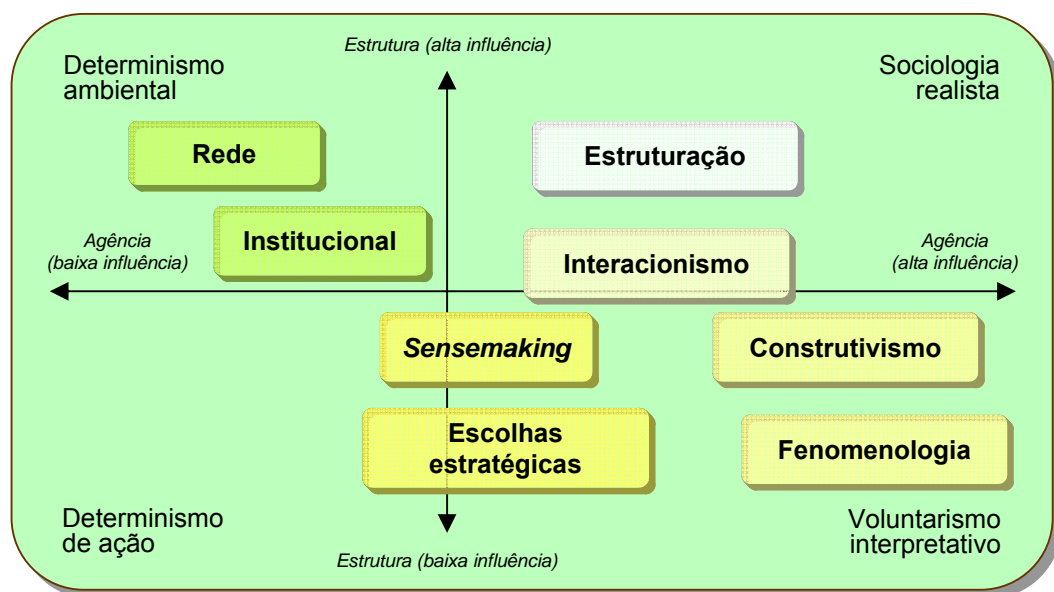 Estrutura (alta influência)
Determinismo
ambiental
Sociologia
realista
Rede
Estruturação
Institucional
Interacionismo
Agência
(baixa influência)
Agência
(alta influência)
Sensemaking
Construtivismo
Escolhas
estratégicas
Fenomenologia
Determinismo
de ação
Voluntarismo
interpretativo
Estrutura (baixa influência)